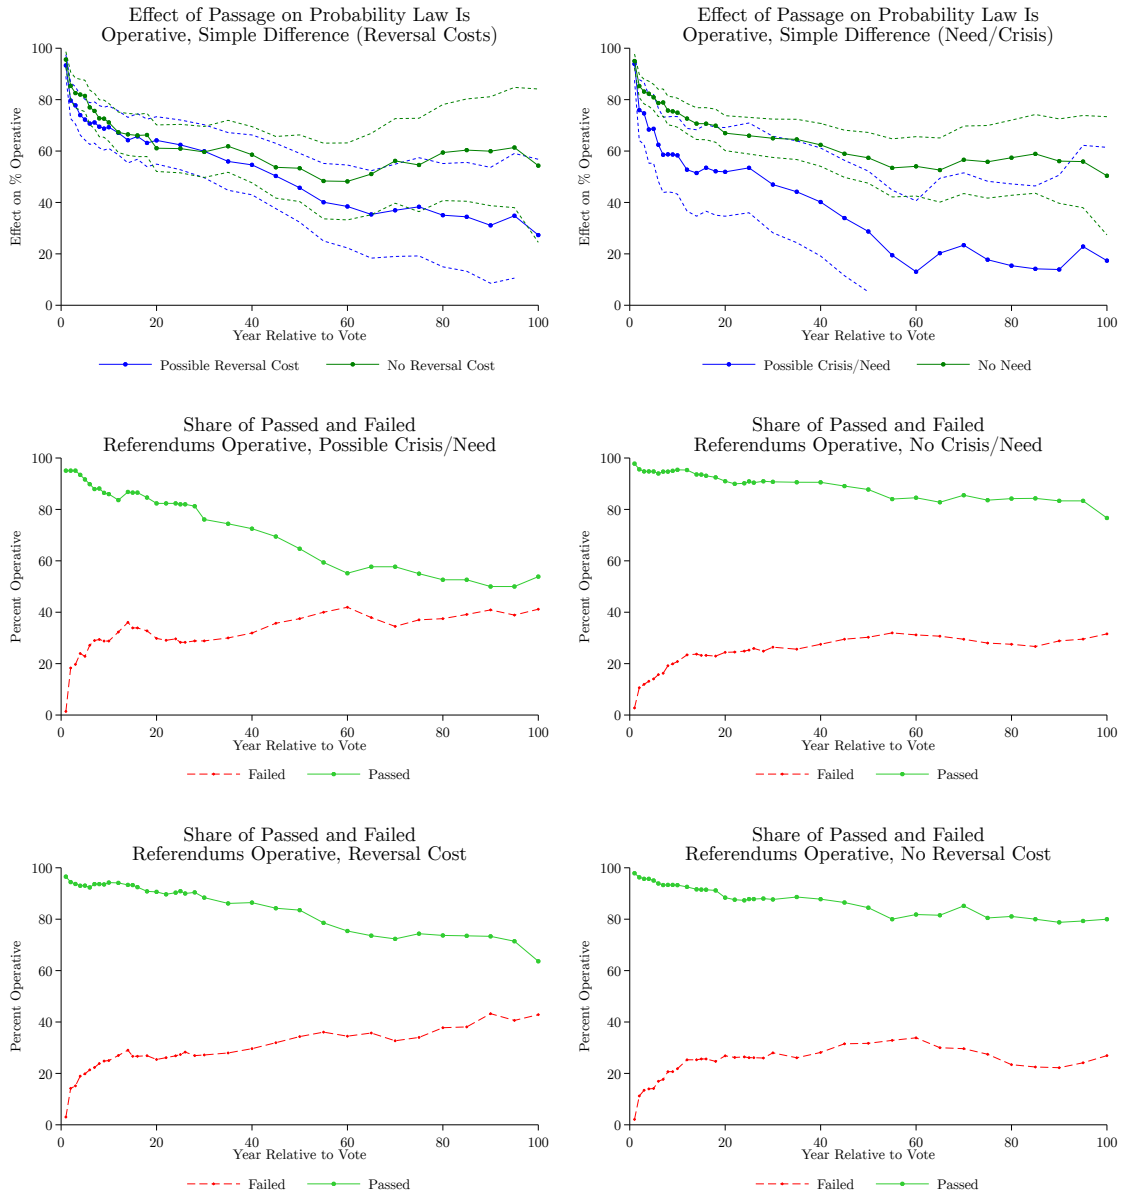 Effect of Passage on Probability Law Is
Operative, Simple Difference (Reversal Costs)
Effect on % Operative
100
80
60
40
20
0
0 20 40 60 80 100
Year Relative to Vote
Possible Reversal Cost No Reversal Cost
Effect of Passage on Probability Law Is
Operative, Simple Difference (Need/Crisis)
Effect on % Operative
100
80
60
40
20
0
0 20 40 60 80 100
Year Relative to Vote
Possible Crisis/Need No Need
Share of Passed and Failed
Referendums Operative, Possible Crisis/Need
Percent Operative
100
80
60
40
20
0
0 20 40 60 80 100
Year Relative to Vote
Failed Passed
Share of Passed and Failed
Referendums Operative, No Crisis/Need
Percent Operative
100
80
60
40
20
0
0 20 40 60 80 100
Year Relative to Vote
Failed Passed
Share of Passed and Failed
Referendums Operative, Reversal Cost
Percent Operative
100
80
60
40
20
0
0 20 40 60 80 100
Year Relative to Vote
Failed Passed
Share of Passed and Failed
Referendums Operative, No Reversal Cost
Percent Operative
100
80
60
40
20
0
0 20 40 60 80 100
Year Relative to Vote
Failed Passed